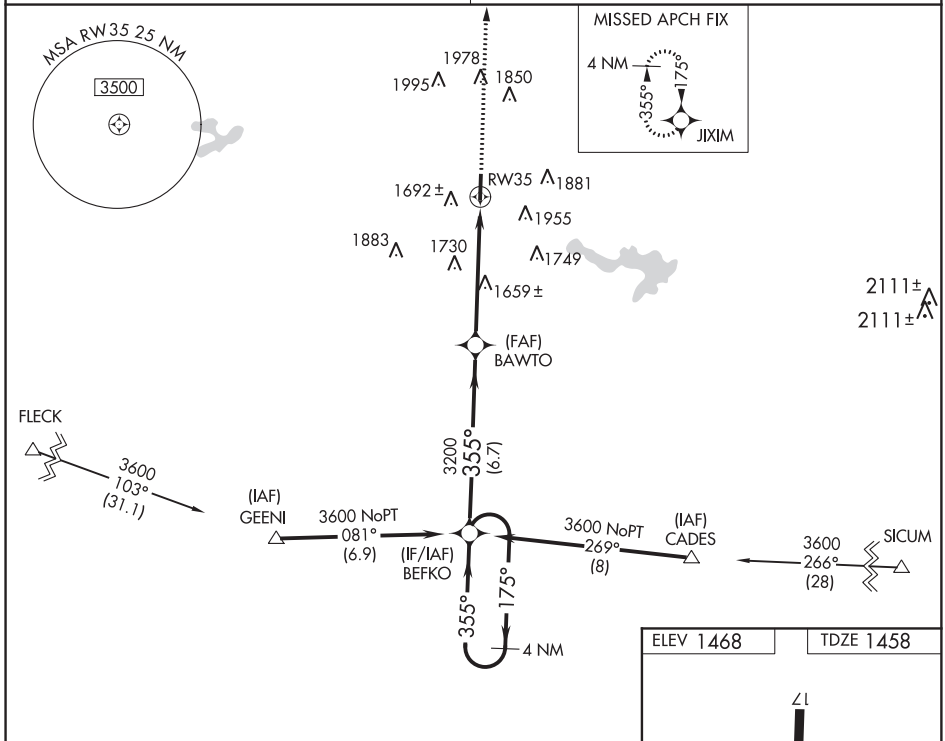 MSA RW35 25 NM
3500
1978
1995
1850
MISSED APCH FIX
4 NM
355°
175°
JIXIM
1692 ±
RW35
1881
1955
1883
1730
1749
1659 ±
2111 ±
2111 ±
(FAF)
BAWTO
FLECK
3600
103°
(31.1)
3200
355°
(6.7)
(IAF)
GEENI
3600 NoPT
081°
(6.9)
(IF/IAF)
BEFKO
3600 NoPT
269°
(8)
(IAF)
CADES
3600
266°
(28)
SICUM
355°
175°
4 NM
ELEV 1468
TDZE 1458
17